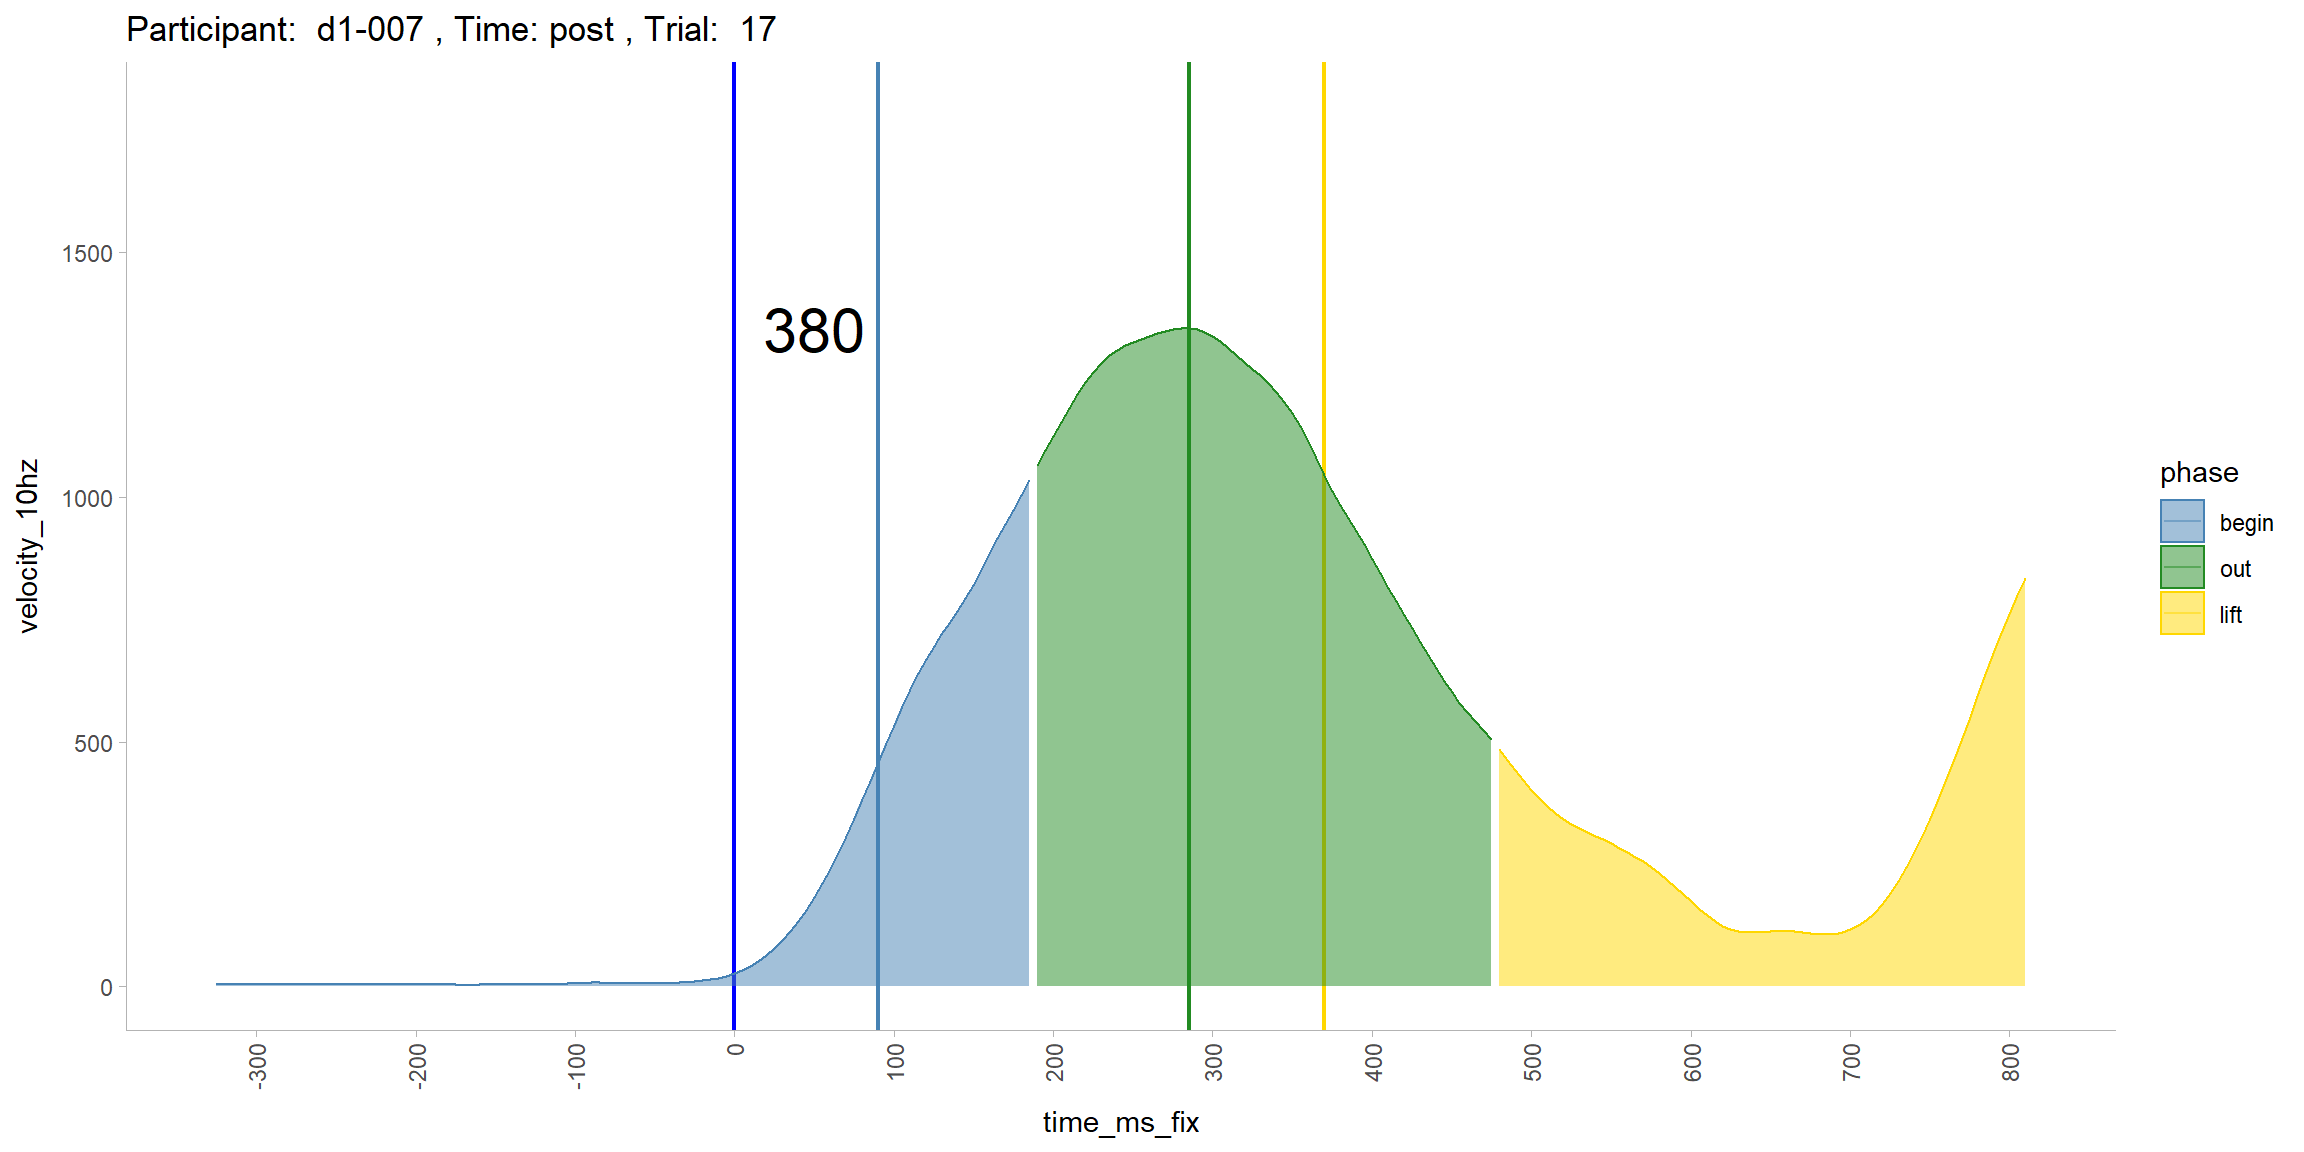 Participant:  d1-007 , Time: post , Trial:  17
1500
1000
500
0
velocity_10hz
380
-300
-200
-100
0
100
200
300
400
500
600
700
800
time_ms_fix
phase
begin
out
lift